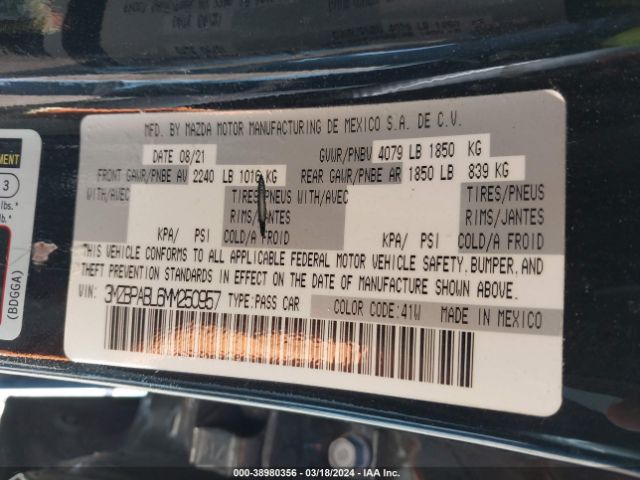 MFD. BY MAZDA MOTOR MANUFACTURING DE MEXICO S.A. DE C.V.
DATE 08/21 GVWR/PNBV 4079 LB 1850 KG
FRONT GAWR/PNBE AV 2240 LB 1016 KG REAR GAWR/PNBE AR 1850 LB 839 KG
WITH/AVEC TIRES/PNEUS WITH/AVEC TIRES/PNEUS
RIMS/JANTES RIMS/JANTES
KPA/ PSI COLD/A FROID KPA/ PSI COLD/A FROID
THIS VEHICLE CONFORMS TO ALL APPLICABLE FEDERAL MOTOR VEHICLE SAFETY, BUMPER, AND
THEFT PREVENTION STANDARDS IN EFFECT ON THE DATE OF MANUFACTURE SHOWN ABOVE.
VIN: 3MZBPABL6MM250957 TYPE:PASS CAR COLOR CODE:41W MADE IN MEXICO
3
lbs.*
(BDGGA)
000-38980356 — 03/18/2024 — IAA Inc.